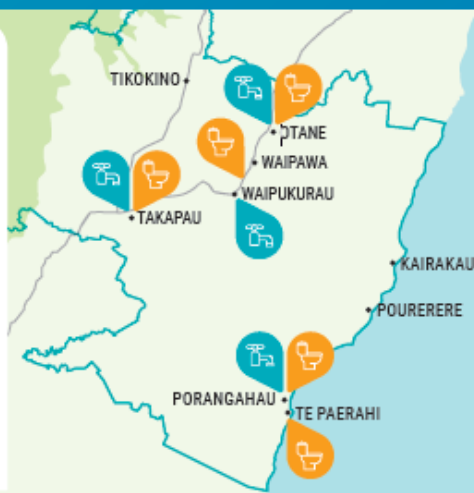 TIKOKINO
OTANE
WAIPAWA
WAIPUKURAU
TAKAPAU
KAIRAKAU
POURERERE
PORANGAHAU
TE PAERAHI